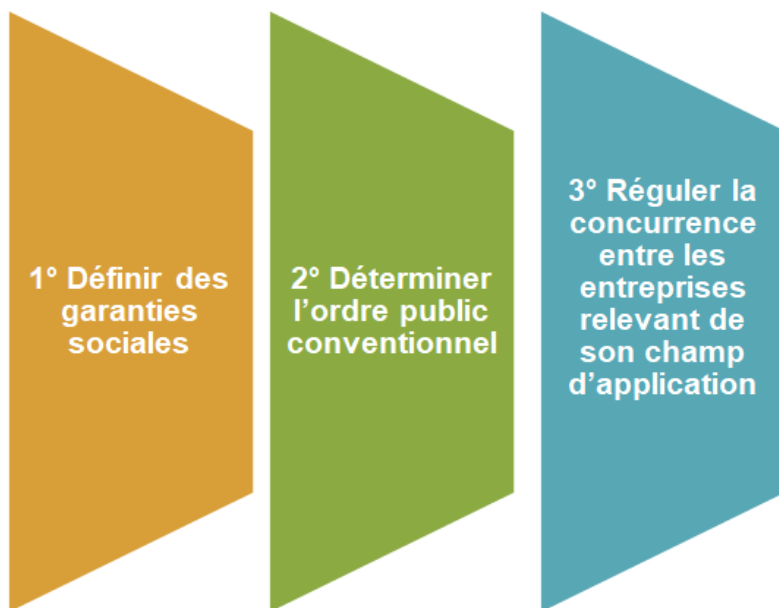 1° Définir des
garanties
sociales
2° Déterminer
l’ordre public
conventionnel
3° Réguler la
concurrence
entre les
entreprises
relevant de
son champ
d’application